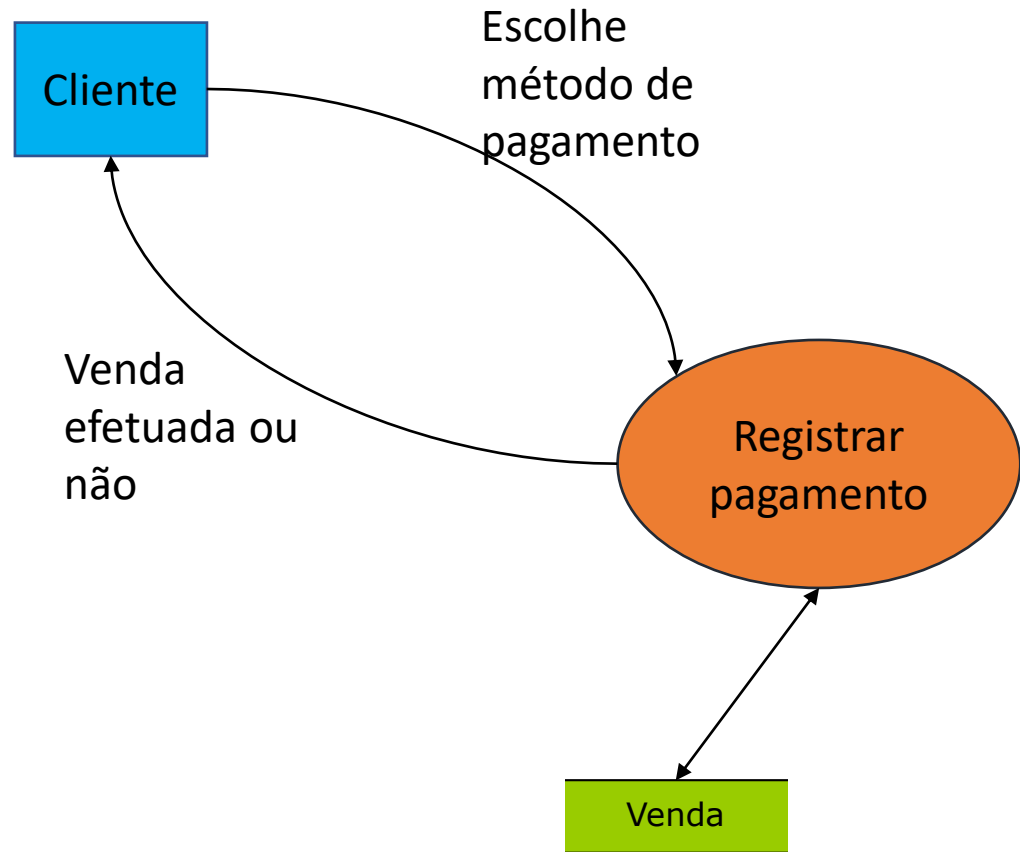 Cliente
Escolhe
método de
pagamento
Venda
efetuada ou
não
Registrar
pagamento
Venda